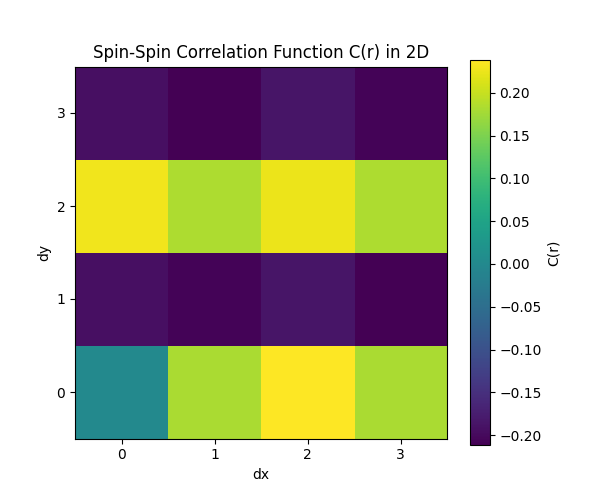 Spin-Spin Correlation Function C(r) in 2D
3
2
1
0
dy
0 1 2 3
dx
0.20
0.15
0.10
0.05
0.00
−0.05
−0.10
−0.15
−0.20
C(r)